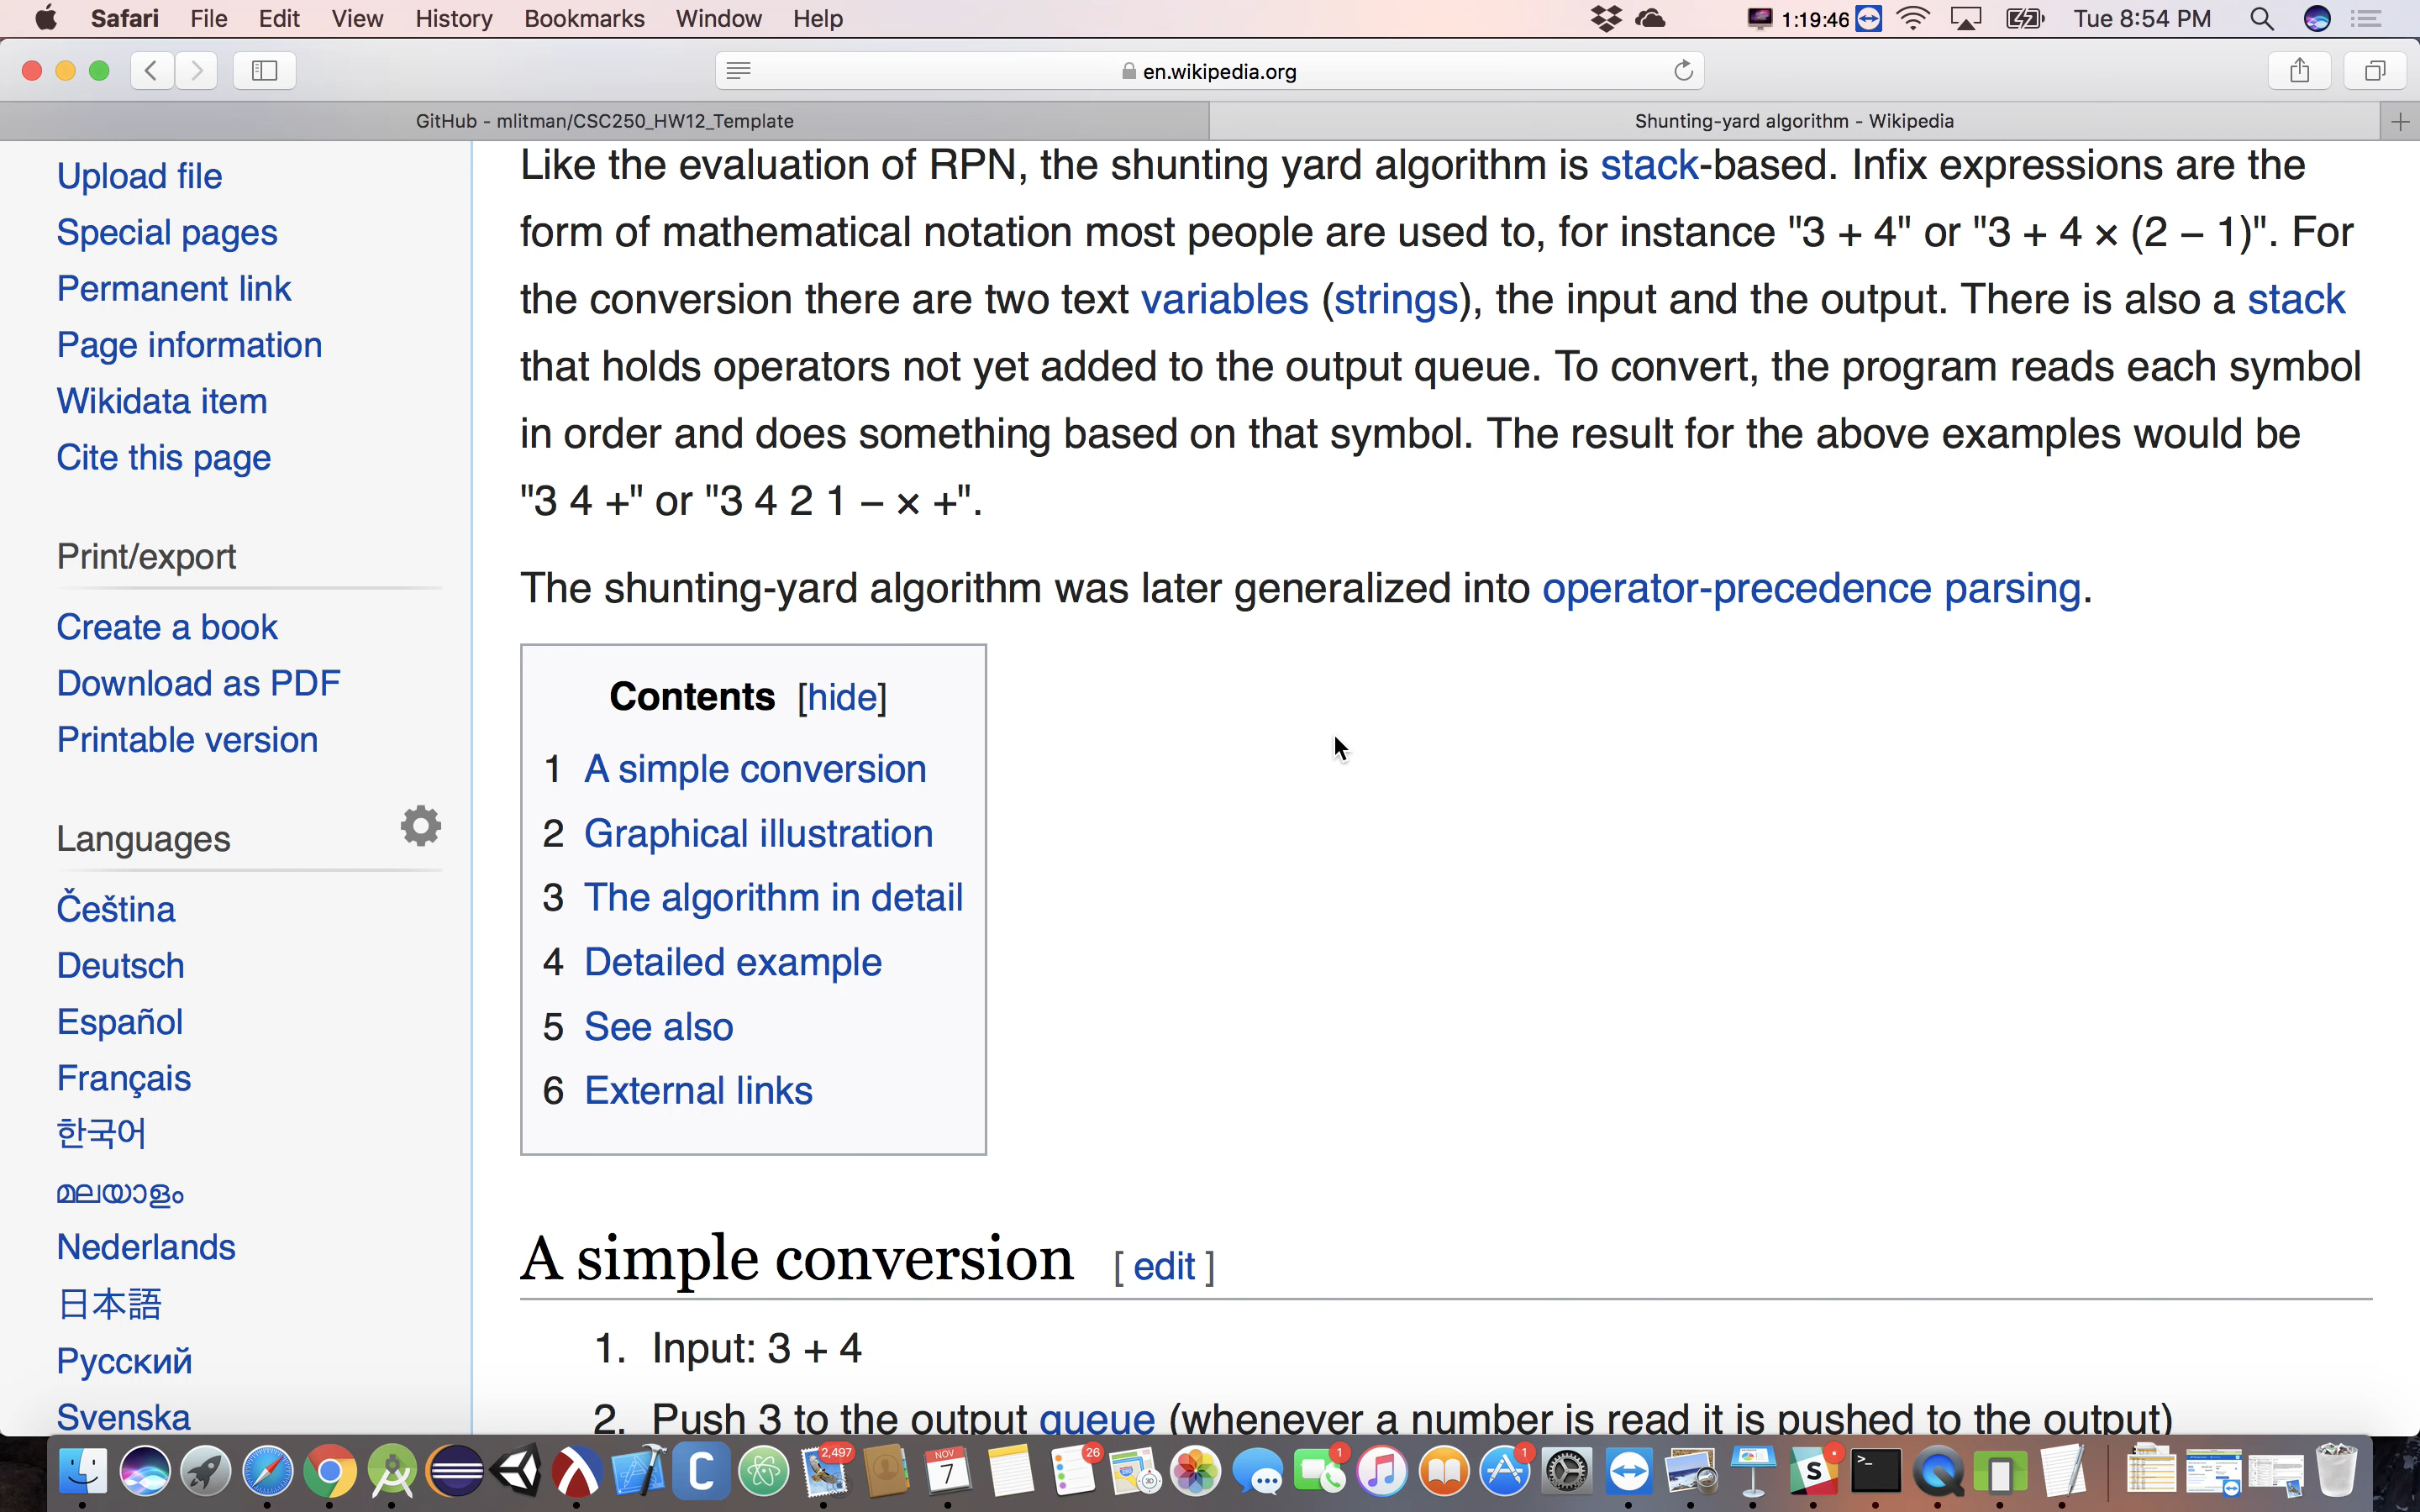 Safari File Edit View History Bookmarks Window Help 1:19:46 Tue 8:54 PM
en.wikipedia.org
GitHub - mlitman/CSC250_HW12_Template
Shunting-yard algorithm - Wikipedia
Upload file
Special pages
Permanent link
Page information
Wikidata item
Cite this page
Print/export
Create a book
Download as PDF
Printable version
Languages
Čeština
Deutsch
Español
Français
한국어
മലയാളം
Nederlands
日本語
Русский
Svenska
Like the evaluation of RPN, the shunting yard algorithm is stack-based. Infix expressions are the
form of mathematical notation most people are used to, for instance "3 + 4" or "3 + 4 × (2 − 1)". For
the conversion there are two text variables (strings), the input and the output. There is also a stack
that holds operators not yet added to the output queue. To convert, the program reads each symbol
in order and does something based on that symbol. The result for the above examples would be
"3 4 +" or "3 4 2 1 − × +".
The shunting-yard algorithm was later generalized into operator-precedence parsing.
Contents [hide]
1 A simple conversion
2 Graphical illustration
3 The algorithm in detail
4 Detailed example
5 See also
6 External links
A simple conversion [ edit ]
1. Input: 3 + 4
2. Push 3 to the output queue (whenever a number is read it is pushed to the output)
2,497
NOV
7
26
1
1